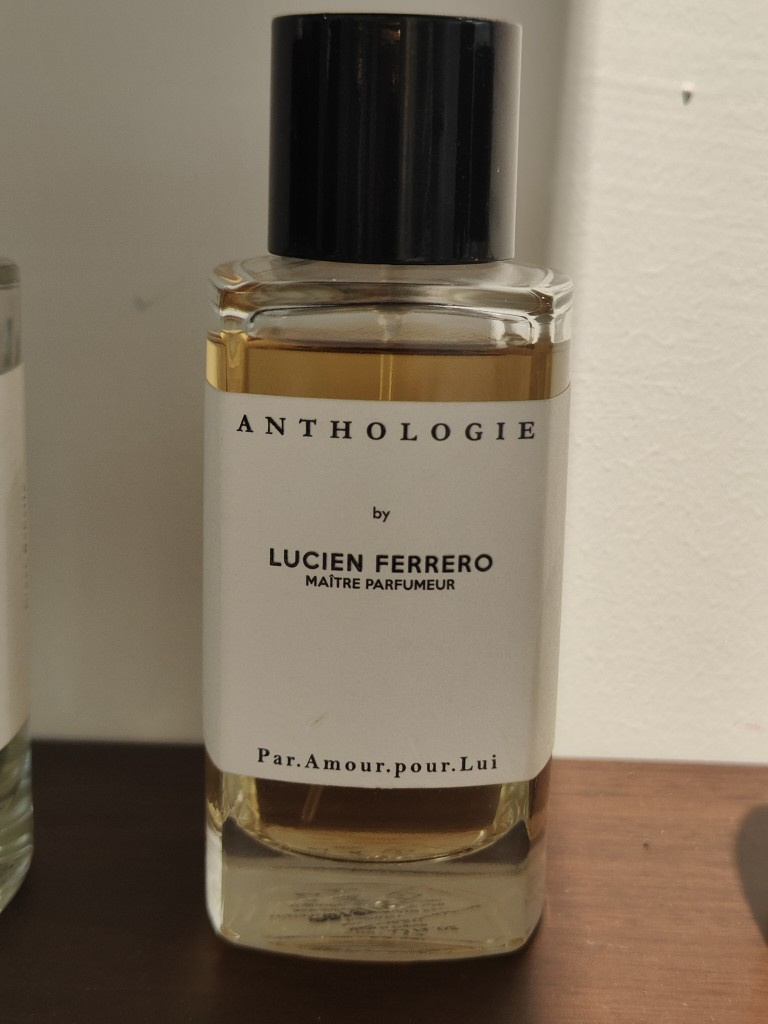 ANTHOLOGIE
by
LUCIEN FERRERO
MAÎTRE PARFUMEUR
Par.Amour.pour.Lui